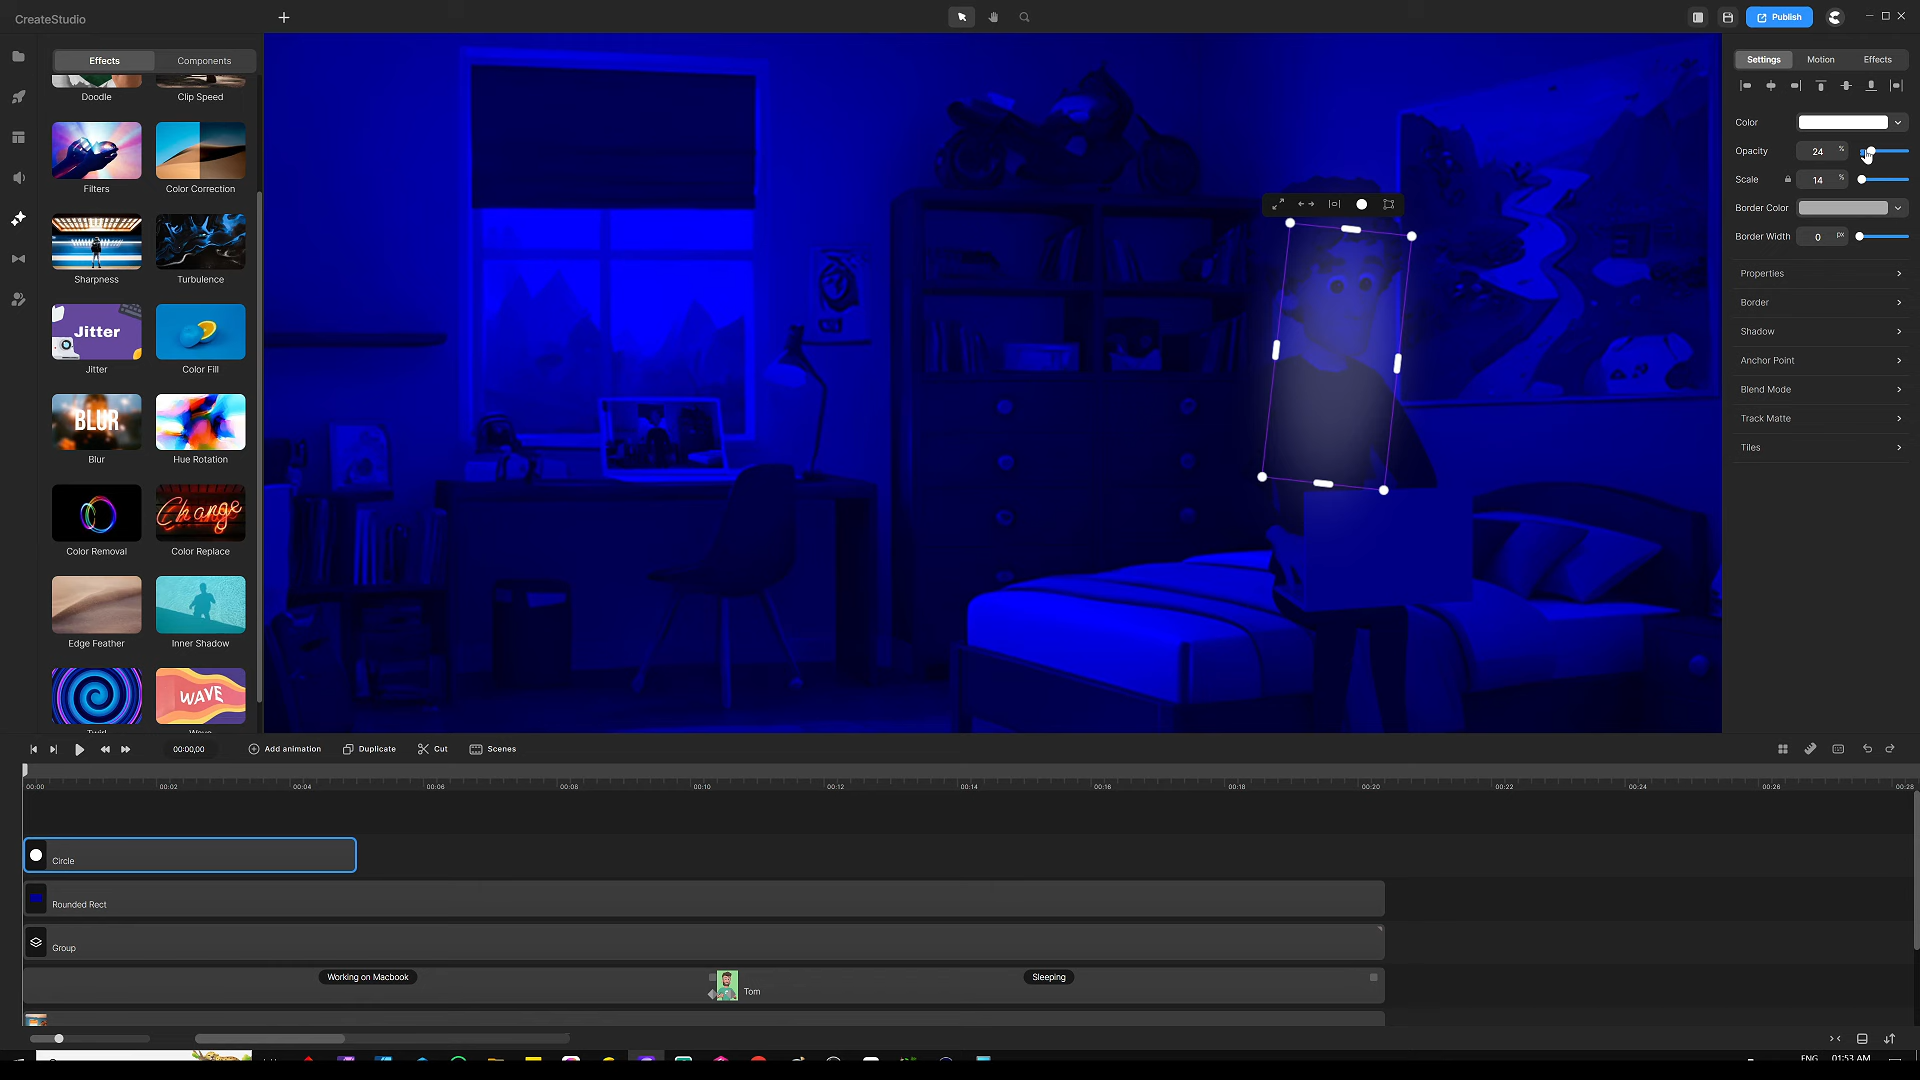 CreateStudio
Publish
Effects
Components
Settings
Motion
Effects
Doodle
Clip Speed
Filters
Color Correction
Sharpness
Turbulence
Jitter
Jitter
Color Fill
BLUR
Blur
Hue Rotation
Change
Color Removal
Color Replace
Edge Feather
Inner Shadow
WAVE
Twirl
Wave
Color
Opacity
24 %
Scale
14 %
Border Color
Border Width
0 px
Properties
Border
Shadow
Anchor Point
Blend Mode
Track Matte
Tiles
00:00,00
Add animation
Duplicate
Cut
Scenes
00:00
00:02
00:04
00:06
00:08
00:10
00:12
00:14
00:16
00:18
00:20
00:22
00:24
00:26
00:28
Circle
Rounded Rect
Group
Working on Macbook
Sleeping
Tom
ENG
01:53 AM